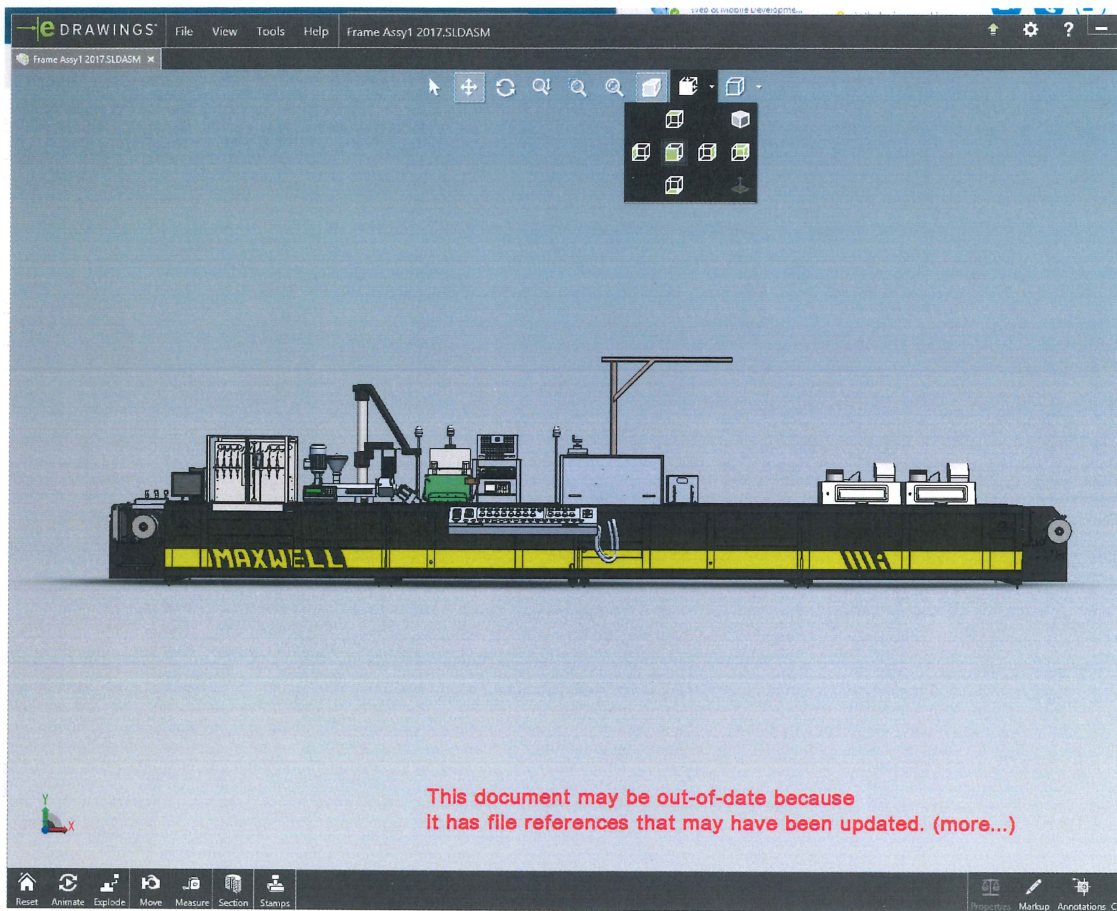 eDRAWINGS File View Tools Help Frame Assy1 2017.SLDASM ?
Frame Assy1 2017.SLDASM
MAXWELL
This document may be out-of-date because
it has file references that may have been updated. (more...)
Y
X
Reset Animate Explode Move Measure Section Stamps Properties Markup Annotations